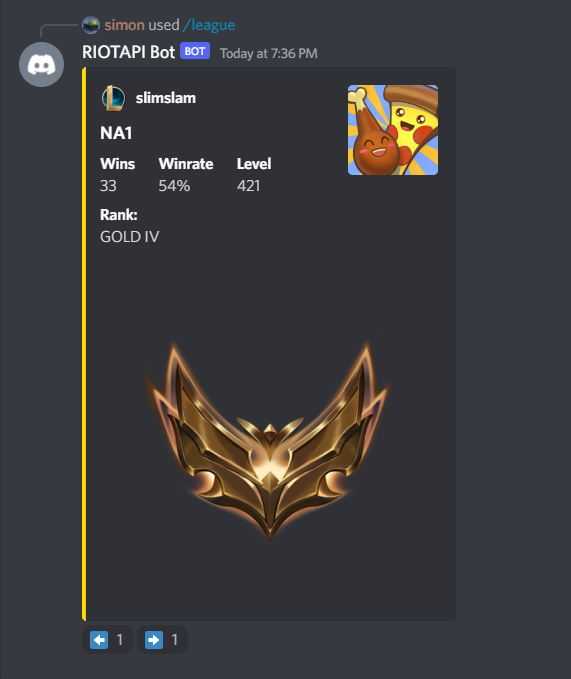 simon used /league
RIOTAPI Bot BOT Today at 7:36 PM
slimslam
NA1
Wins Winrate Level
33 54% 421
Rank:
GOLD IV
1 1